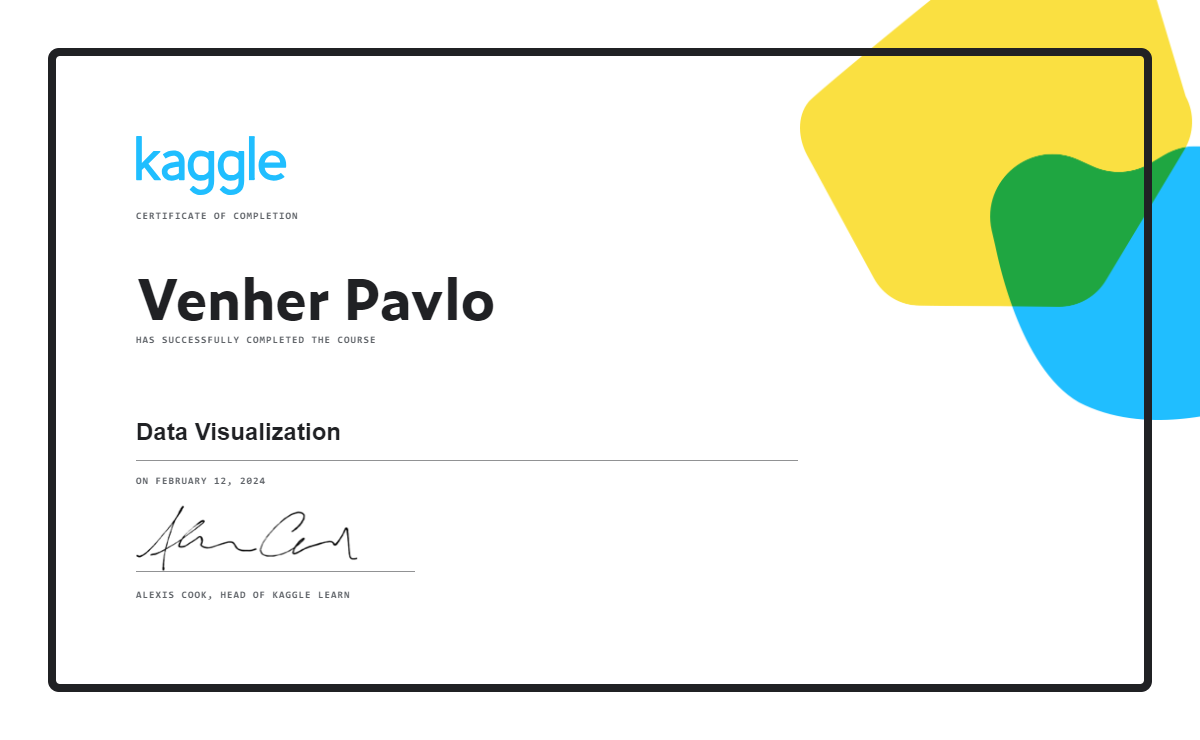 kaggle
CERTIFICATE OF COMPLETION
Venher Pavlo
HAS SUCCESSFULLY COMPLETED THE COURSE
Data Visualization
ON FEBRUARY 12, 2024
Alexis Cook
ALEXIS COOK, HEAD OF KAGGLE LEARN